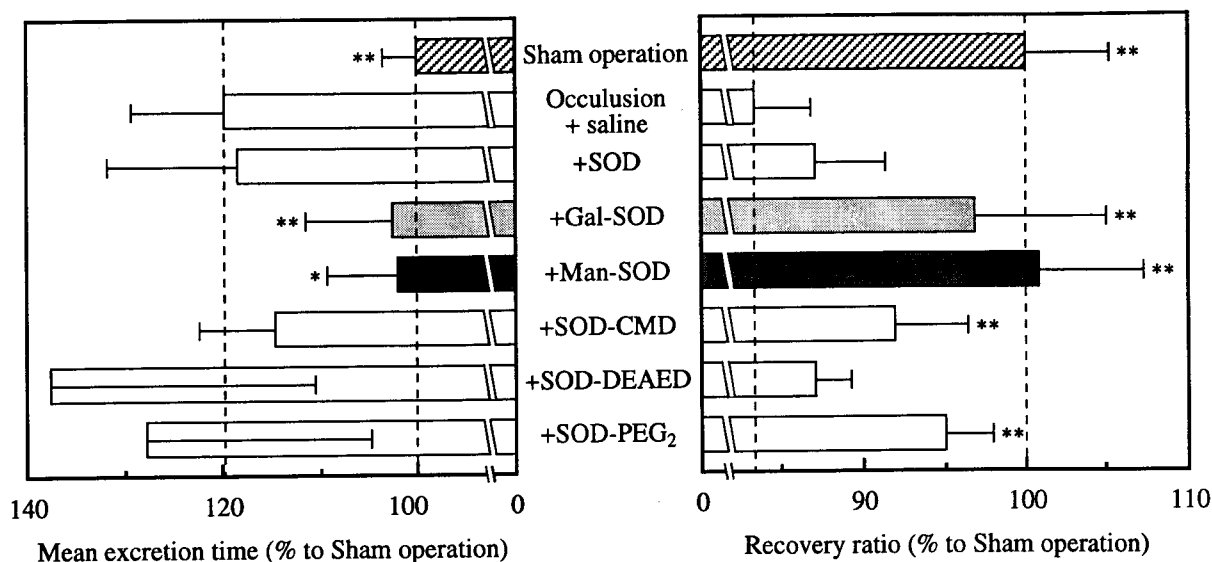 ** Sham operation **
Occulusion
+ saline
+SOD
** +Gal-SOD **
* +Man-SOD **
+SOD-CMD **
+SOD-DEAED
+SOD-PEG₂ **
140 120 100 0 0 90 100 110
Mean excretion time (% to Sham operation) Recovery ratio (% to Sham operation)